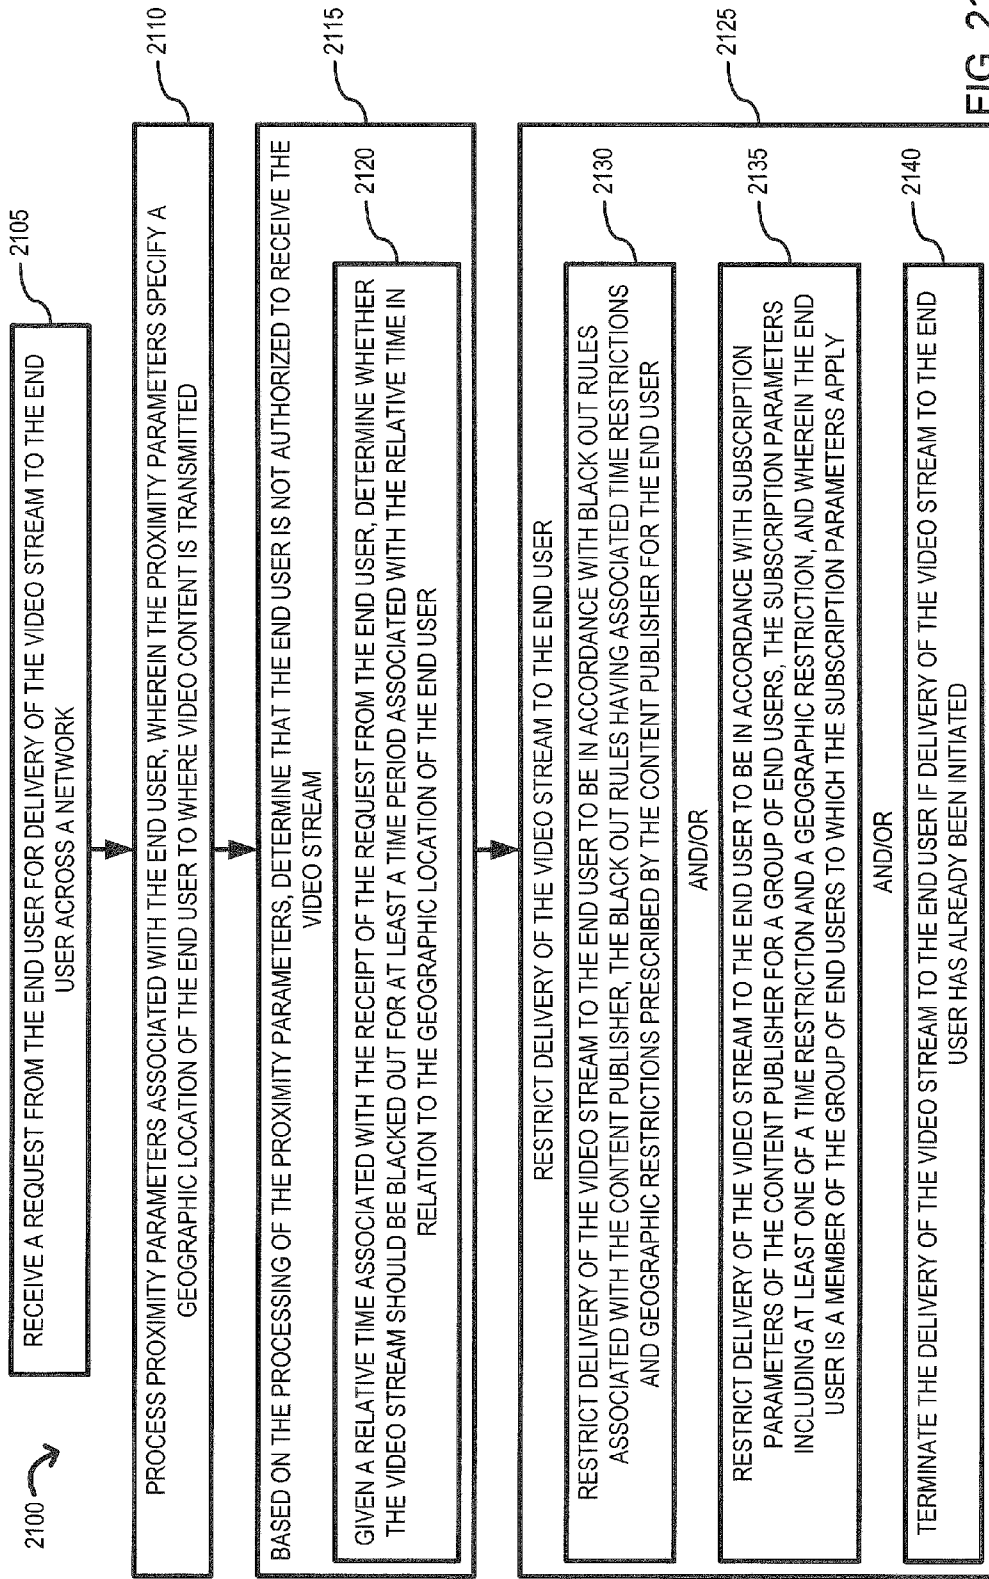 2100
RECEIVE A REQUEST FROM THE END USER FOR DELIVERY OF THE VIDEO STREAM TO THE END
USER ACROSS A NETWORK
2105
PROCESS PROXIMITY PARAMETERS ASSOCIATED WITH THE END USER, WHEREIN THE PROXIMITY PARAMETERS SPECIFY A
GEOGRAPHIC LOCATION OF THE END USER TO WHERE VIDEO CONTENT IS TRANSMITTED
2110
BASED ON THE PROCESSING OF THE PROXIMITY PARAMETERS, DETERMINE THAT THE END USER IS NOT AUTHORIZED TO RECEIVE THE
VIDEO STREAM
2115
GIVEN A RELATIVE TIME ASSOCIATED WITH THE RECEIPT OF THE REQUEST FROM THE END USER, DETERMINE WHETHER
THE VIDEO STREAM SHOULD BE BLACKED OUT FOR AT LEAST A TIME PERIOD ASSOCIATED WITH THE RELATIVE TIME IN
RELATION TO THE GEOGRAPHIC LOCATION OF THE END USER
2120
RESTRICT DELIVERY OF THE VIDEO STREAM TO THE END USER
2125
RESTRICT DELIVERY OF THE VIDEO STREAM TO THE END USER TO BE IN ACCORDANCE WITH BLACK OUT RULES
ASSOCIATED WITH THE CONTENT PUBLISHER, THE BLACK OUT RULES HAVING ASSOCIATED TIME RESTRICTIONS
AND GEOGRAPHIC RESTRICTIONS PRESCRIBED BY THE CONTENT PUBLISHER FOR THE END USER
2130
AND/OR
RESTRICT DELIVERY OF THE VIDEO STREAM TO THE END USER TO BE IN ACCORDANCE WITH SUBSCRIPTION
PARAMETERS OF THE CONTENT PUBLISHER FOR A GROUP OF END USERS, THE SUBSCRIPTION PARAMETERS
INCLUDING AT LEAST ONE OF A TIME RESTRICTION AND A GEOGRAPHIC RESTRICTION, AND WHEREIN THE END
USER IS A MEMBER OF THE GROUP OF END USERS TO WHICH THE SUBSCRIPTION PARAMETERS APPLY
2135
AND/OR
TERMINATE THE DELIVERY OF THE VIDEO STREAM TO THE END USER IF DELIVERY OF THE VIDEO STREAM TO THE END
USER HAS ALREADY BEEN INITIATED
2140
FIG. 21